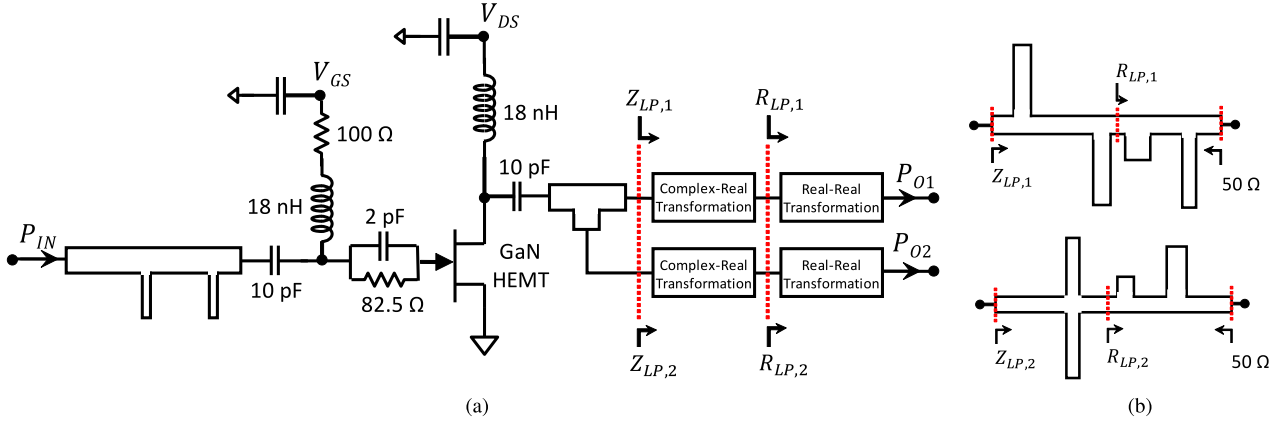 V_DS
V_GS
100 Ω
18 nH
18 nH
2 pF
10 pF
P_IN
10 pF
82.5 Ω
GaN
HEMT
Z_LP,1
R_LP,1
Complex-Real
Transformation
Real-Real
Transformation
P_O1
Complex-Real
Transformation
Real-Real
Transformation
P_O2
Z_LP,2
R_LP,2
(a)
R_LP,1
Z_LP,1
50 Ω
Z_LP,2
R_LP,2
50 Ω
(b)